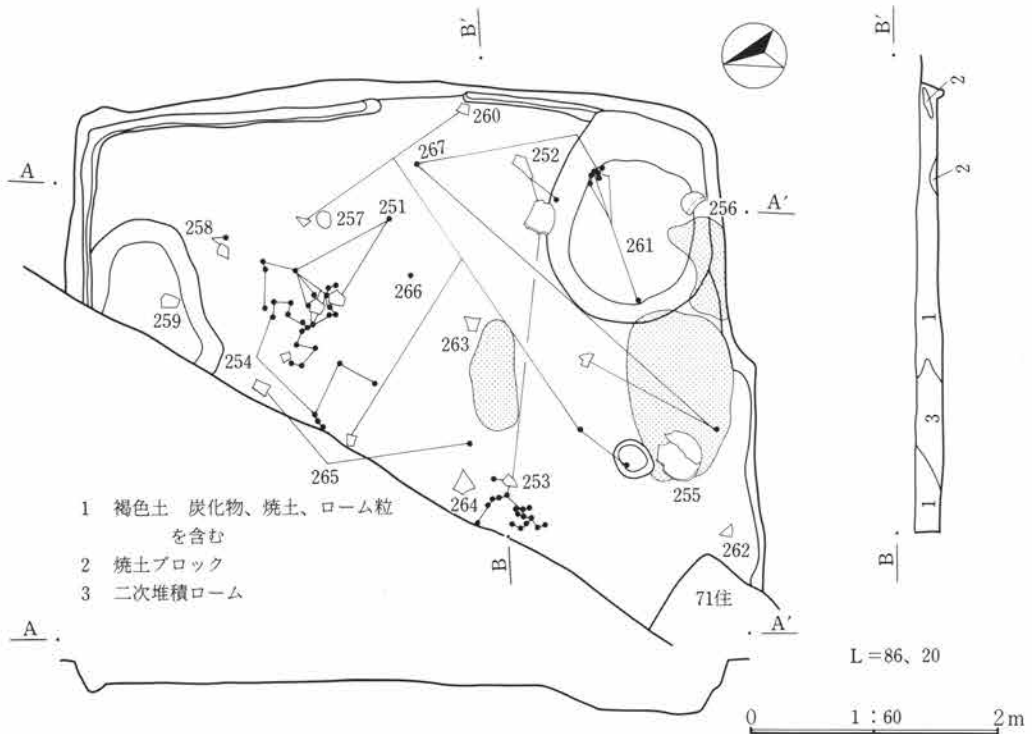 B′
B′
260
2
267
252
A
2
258
257
251
256
A′
261
266
259
263
1
254
3
265
264
253
255
1
262
1 褐色土 炭化物、焼土、ローム粒
を含む
2 焼土ブロック
3 二次堆積ローム
B
B
71住
A
A′
L=86、20
0 1:60 2m